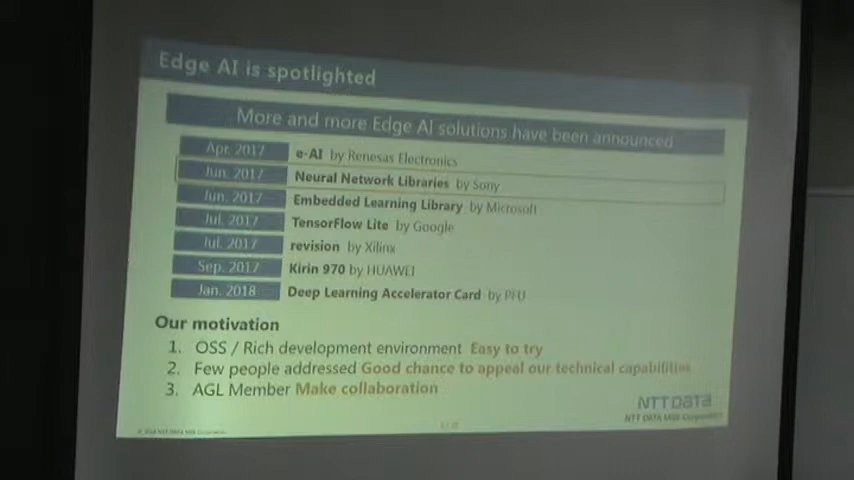 Edge AI is spotlighted
More and more Edge AI solutions have been announced
Apr. 2017 e-AI by Renesas Electronics
Jun. 2017 Neural Network Libraries by Sony
Jun. 2017 Embedded Learning Library by Microsoft
Jul. 2017 TensorFlow Lite by Google
Jul. 2017 revision by Xilinx
Sep. 2017 Kirin 970 by HUAWEI
Jan. 2018 Deep Learning Accelerator Card by PFU
Our motivation
1. OSS / Rich development environment Easy to try
2. Few people addressed Good chance to appeal our technical capabilities
3. AGL Member Make collaboration
NTT DATA
NTT DATA MSE Corporation